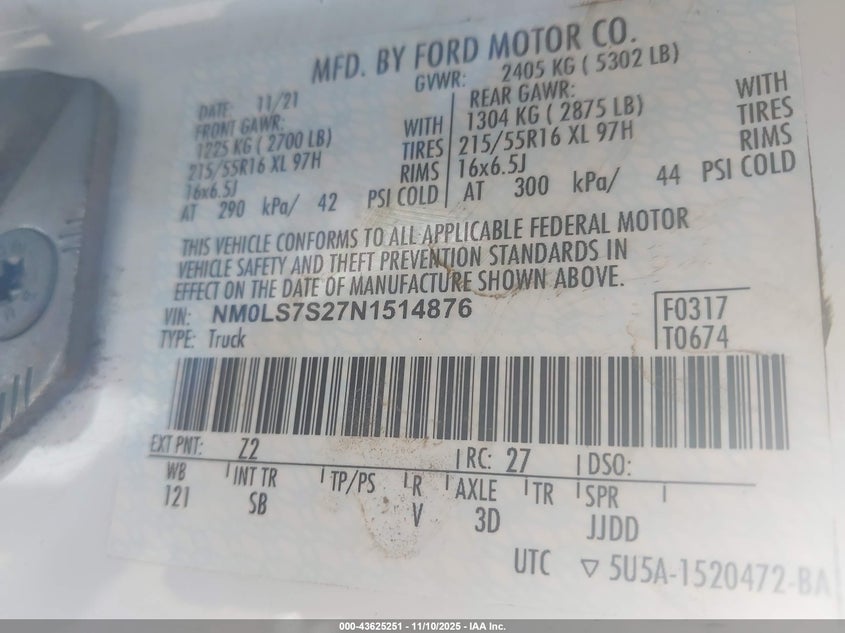 MFD. BY FORD MOTOR CO.
DATE: 11/21
GVWR: 2405 KG ( 5302 LB)
FRONT GAWR:
1225 KG ( 2700 LB)
WITH
215/55R16 XL 97H
TIRES
16x6.5J
RIMS
AT 290 kPa/ 42 PSI COLD
REAR GAWR:
1304 KG ( 2875 LB)
WITH
215/55R16 XL 97H
TIRES
16x6.5J
RIMS
AT 300 kPa/ 44 PSI COLD
THIS VEHICLE CONFORMS TO ALL APPLICABLE FEDERAL MOTOR
VEHICLE SAFETY AND THEFT PREVENTION STANDARDS IN
EFFECT ON THE DATE OF MANUFACTURE SHOWN ABOVE.
VIN: NM0LS7S27N1514876
F0317
TYPE: Truck
T0674
EXT PNT: Z2 RC: 27 DSO:
WB INT TR TP/PS R AXLE TR SPR
121 SB V 3D JJDD
UTC ▽ 5U5A-1520472-BA
000-43625251 - 11/10/2025 - IAA Inc.